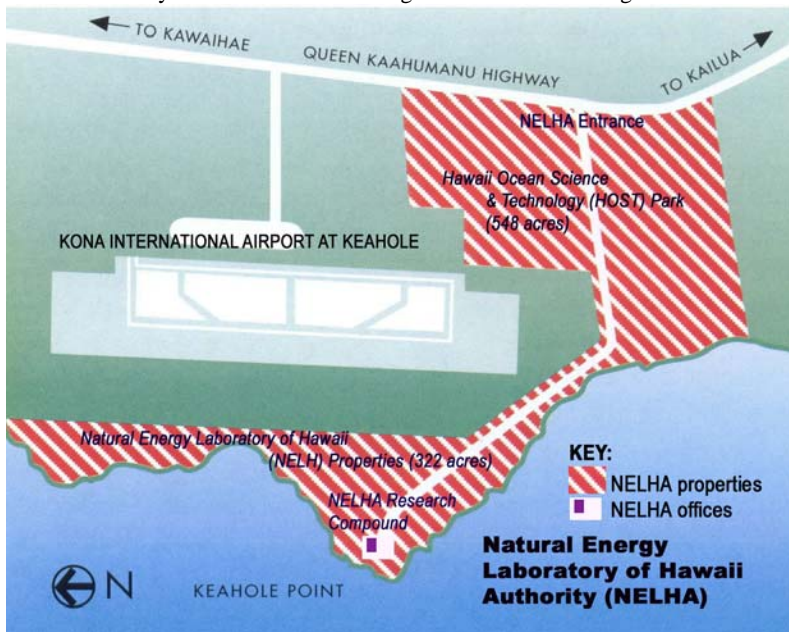 TO KAWAIHAE
QUEEN KAAHUMANU HIGHWAY
TO KAILUA
NELHA Entrance
Hawaii Ocean Science
& Technology (HOST) Park
(548 acres)
KONA INTERNATIONAL AIRPORT AT KEAHOLE
Natural Energy Laboratory of Hawaii
(NELH) Properties (322 acres)
NELHA Research
Compound
KEY:
NELHA properties
NELHA offices
Natural Energy
Laboratory of Hawaii
Authority (NELHA)
N
KEAHOLE POINT